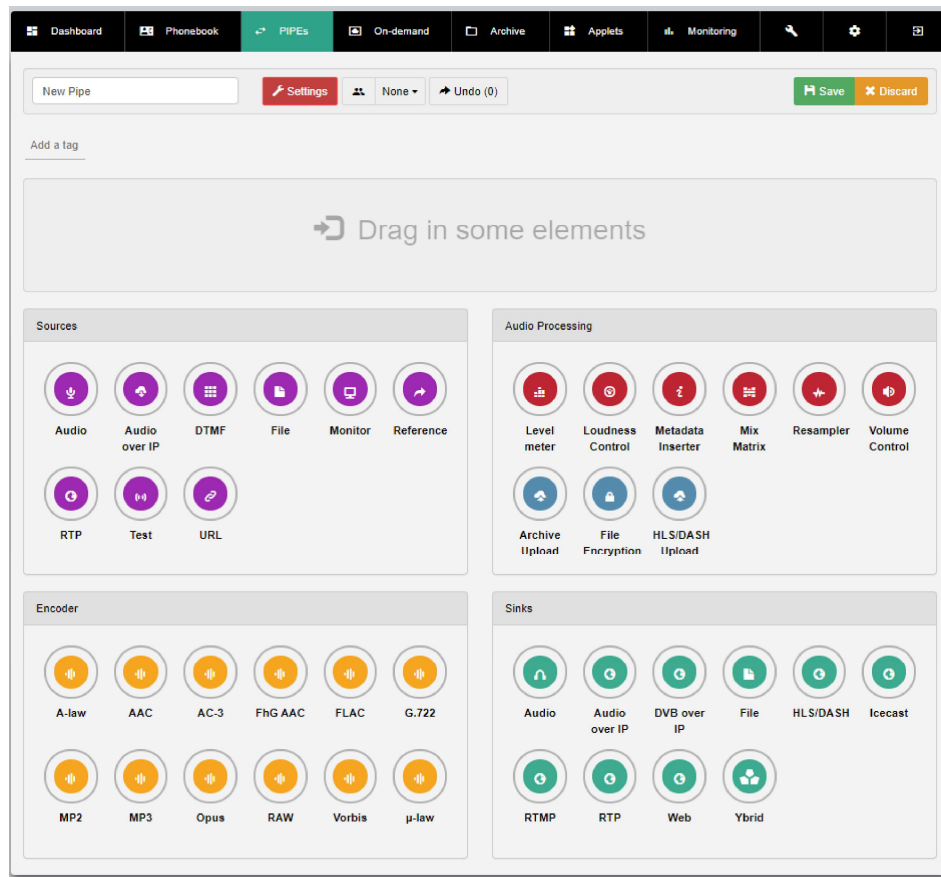 Dashboard Phonebook PIPEs On-demand Archive Applets Monitoring
New Pipe Settings None Undo (0) Save Discard
Add a tag
Drag in some elements
Sources
Audio Audio over IP DTMF File Monitor Reference
RTP Test URL
Audio Processing
Level meter Loudness Control Metadata Inserter Mix Matrix Resampler Volume Control
Archive Upload File Encryption HLS/DASH Upload
Encoder
A-law AAC AC-3 FhG AAC FLAC G.722
MP2 MP3 Opus RAW Vorbis μ-law
Sinks
Audio Audio over IP DVB over IP File HLS/DASH Icecast
RTMP RTP Web Ybrid